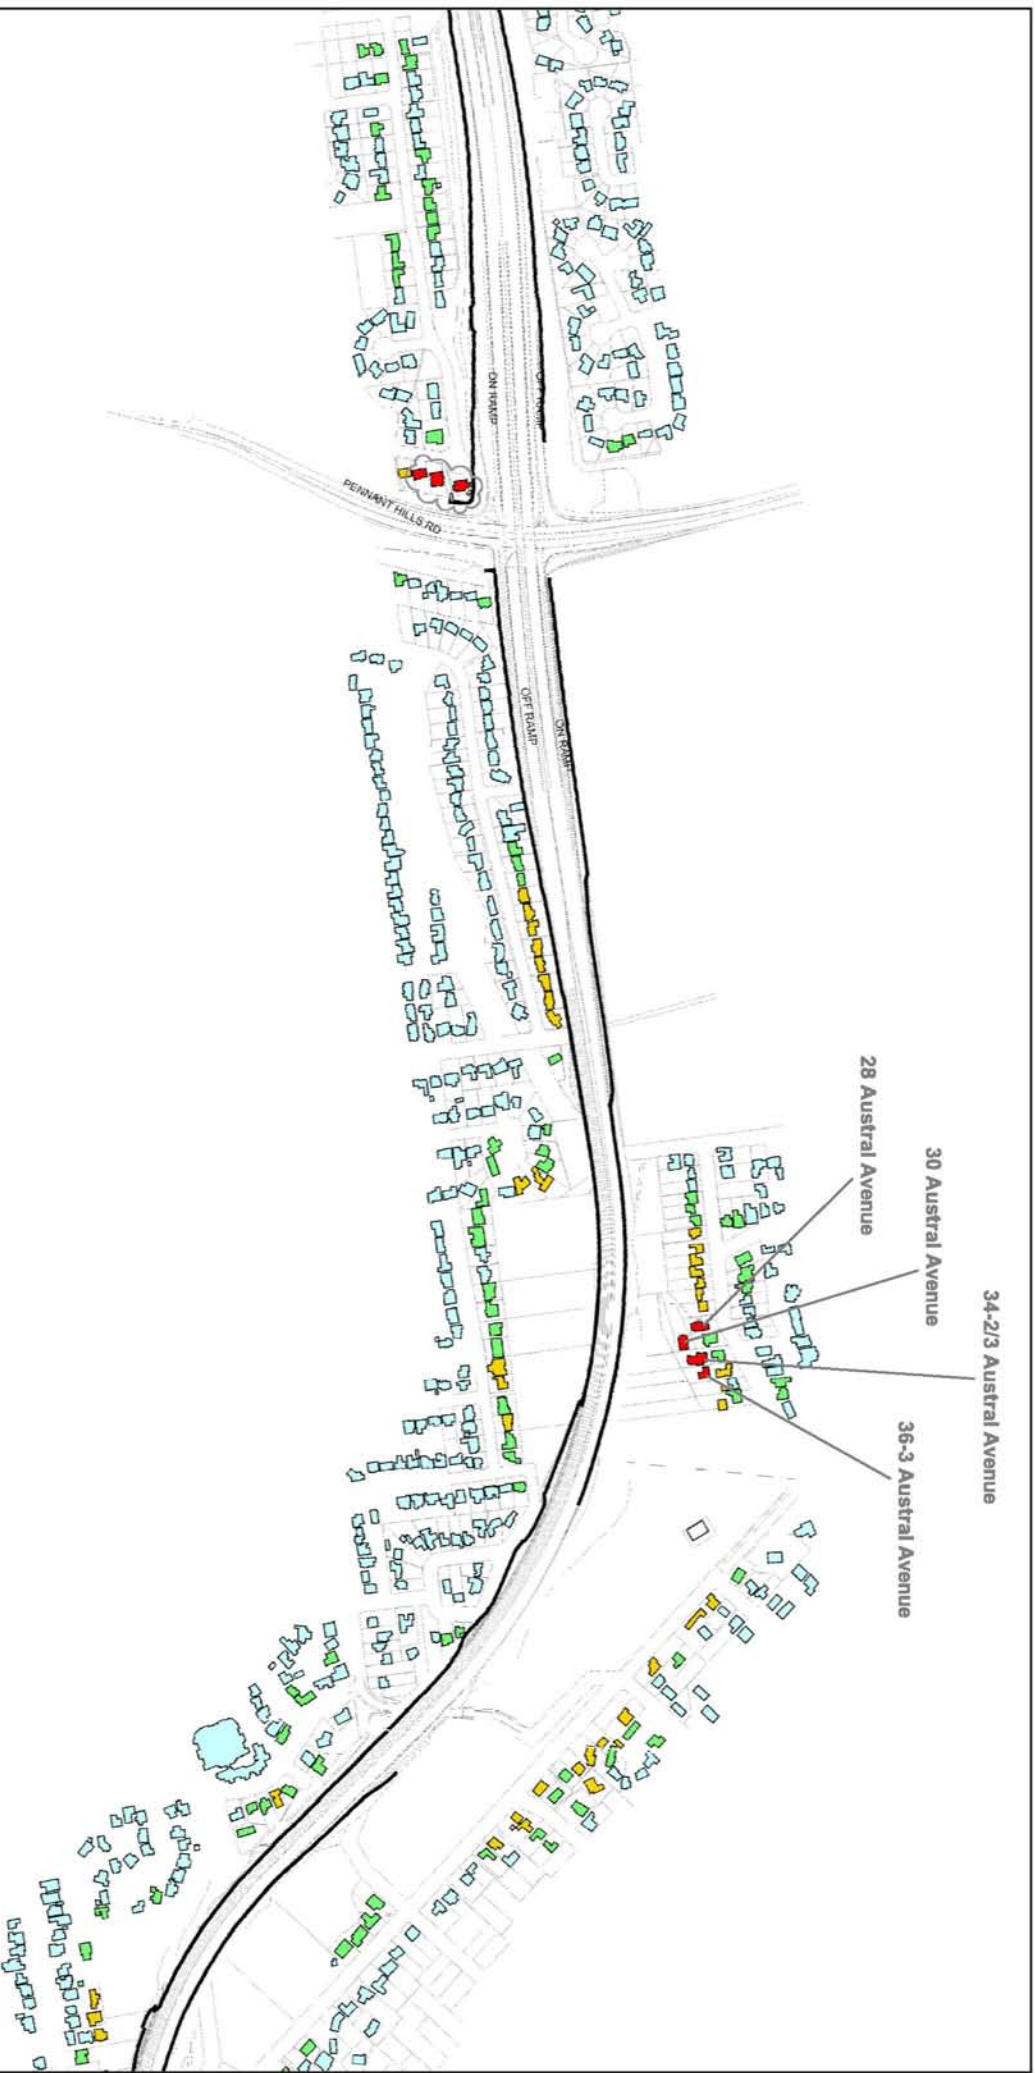 OFF RAMP
ON RAMP
PENNANT HILLS RD
OFF RAMP
ON RAMP
28 Austral Avenue
30 Austral Avenue
34-2/3 Austral Avenue
36-3 Austral Avenue